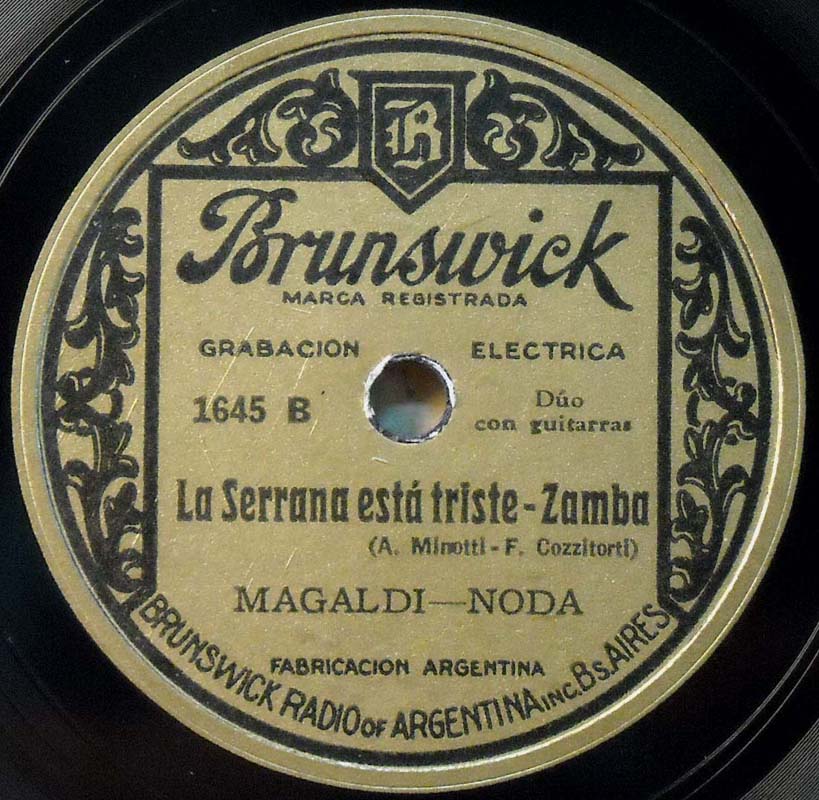 B
Brunswick
MARCA REGISTRADA
GRABACION ELECTRICA
1645 B
Dúo
con guitarras
La Serrana está triste - Zamba
(A. Minotti - F. Cozzitorti)
MAGALDI—NODA
FABRICACION ARGENTINA
BRUNSWICK RADIO OF ARGENTINA INC. Bs. AIRES